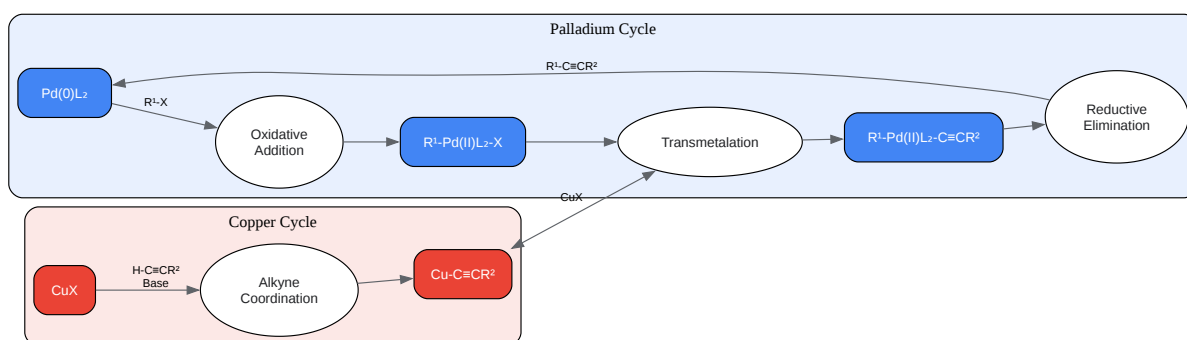 Palladium Cycle
R¹-C≡CR²
Pd(0)L₂
R¹-X
Oxidative
Addition
R¹-Pd(II)L₂-X
Transmetalation
R¹-Pd(II)L₂-C≡CR²
Reductive
Elimination
CuX
Copper Cycle
CuX
H-C≡CR²
Base
Alkyne
Coordination
Cu-C≡CR²